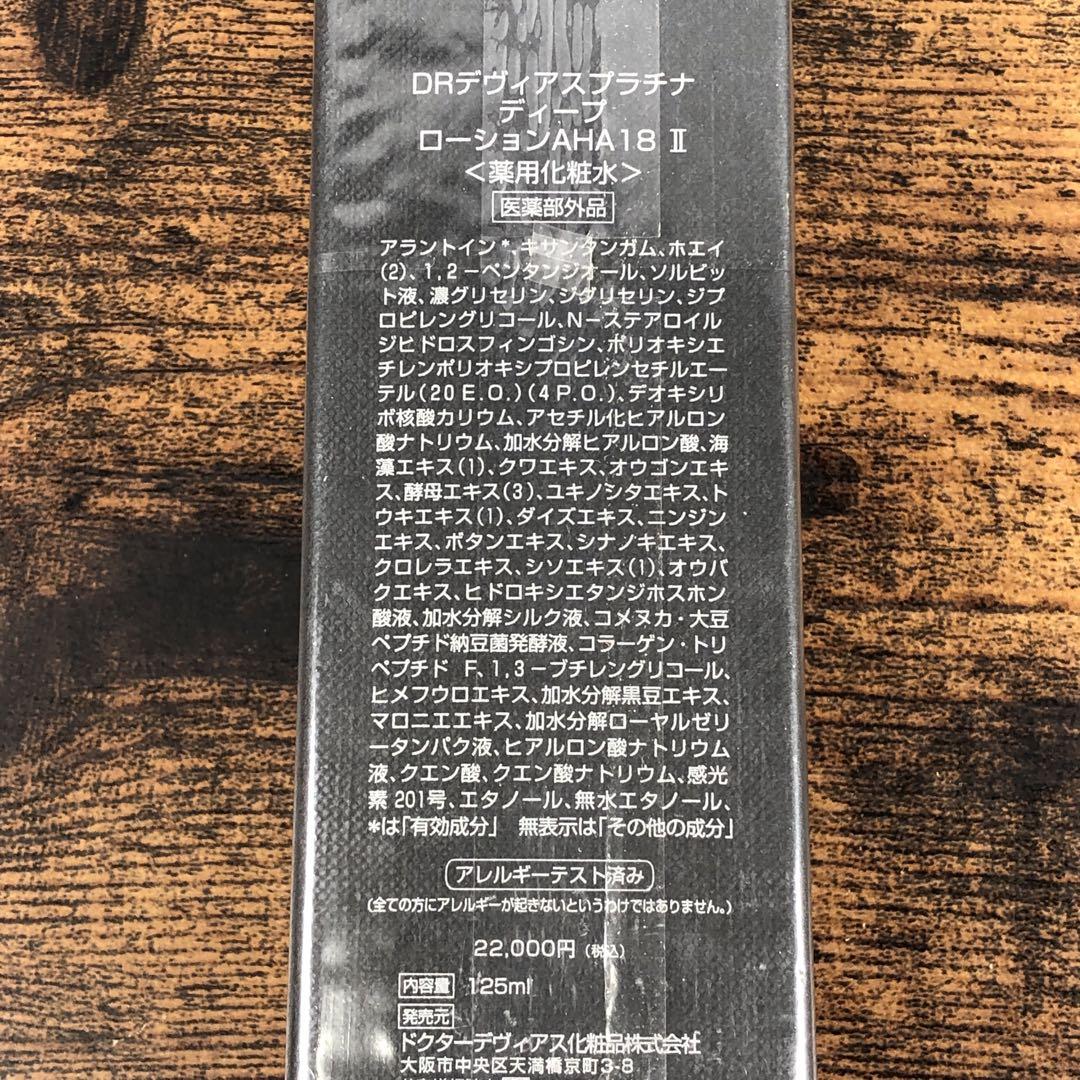 DRデヴィアスプラチナ
ディープ
ローションAHA18 Ⅱ
<薬用化粧水>
医薬部外品
アラントイン*、キサンタンガム、ホエイ
(2)、1,2－ペンタンジオール、ソルビッ
ト液、濃グリセリン、ジグリセリン、ジプ
ロピレングリコール、N－ステアロイル
ジヒドロスフィンゴシン、ポリオキシエ
チレンポリオキシプロピレンセチルエー
テル(20E.O.)(4P.O.)、デオキシリ
ボ核酸カリウム、アセチル化ヒアルロン
酸ナトリウム、加水分解ヒアルロン酸、海
藻エキス(1)、クワエキス、オウゴンエキ
ス、酵母エキス(3)、ユキノシタエキス、ト
ウキエキス(1)、ダイズエキス、ニンジン
エキス、ボタンエキス、シナノキエキス、
クロレラエキス、シソエキス(1)、オウバ
クエキス、ヒドロキシエタンジホスホン
酸液、加水分解シルク液、コメヌカ・大豆
ペプチド納豆菌発酵液、コラーゲン・トリ
ペプチド F、1,3－ブチレングリコール、
ヒメフウロエキス、加水分解黒豆エキス、
マロニエエキス、加水分解ローヤルゼリ
ータンパク液、ヒアルロン酸ナトリウム
液、クエン酸、クエン酸ナトリウム、感光
素201号、エタノール、無水エタノール、
*は「有効成分」 無表示は「その他の成分」
アレルギーテスト済み
(全ての方にアレルギーが起きないというわけではありません。)
22,000円(税込)
内容量 125ml
発売元
ドクターデヴィアス化粧品株式会社
大阪市中央区天満橋京町3-8